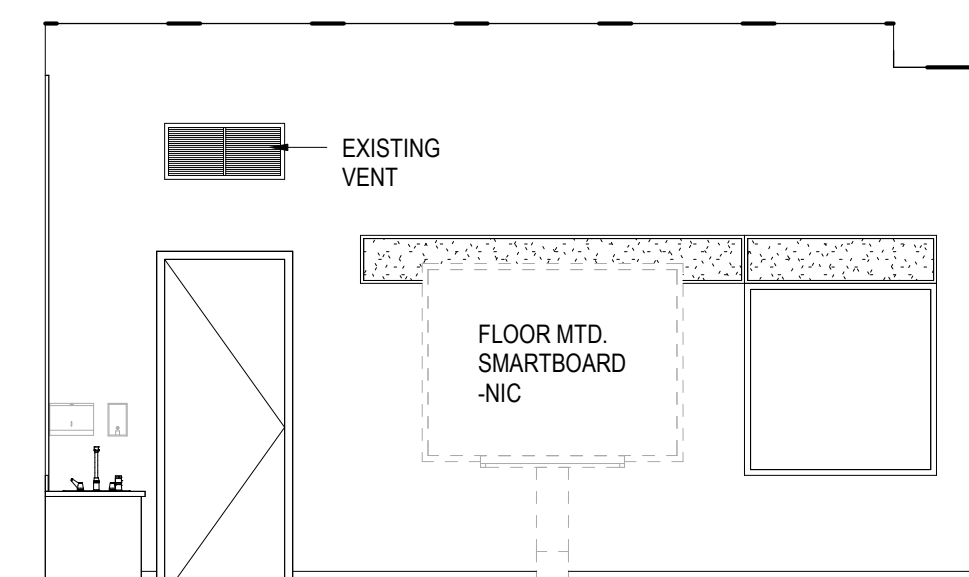 EXISTING
VENT
FLOOR MTD.
SMARTBOARD
-NIC